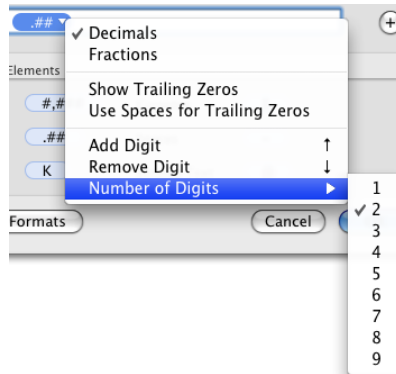 .##
Decimals
Fractions
Elements
Show Trailing Zeros
#,#
Use Spaces for Trailing Zeros
.##
Add Digit ↑
Remove Digit ↓
K
Number of Digits
1
2
3
4
5
6
7
8
9
Formats
Cancel